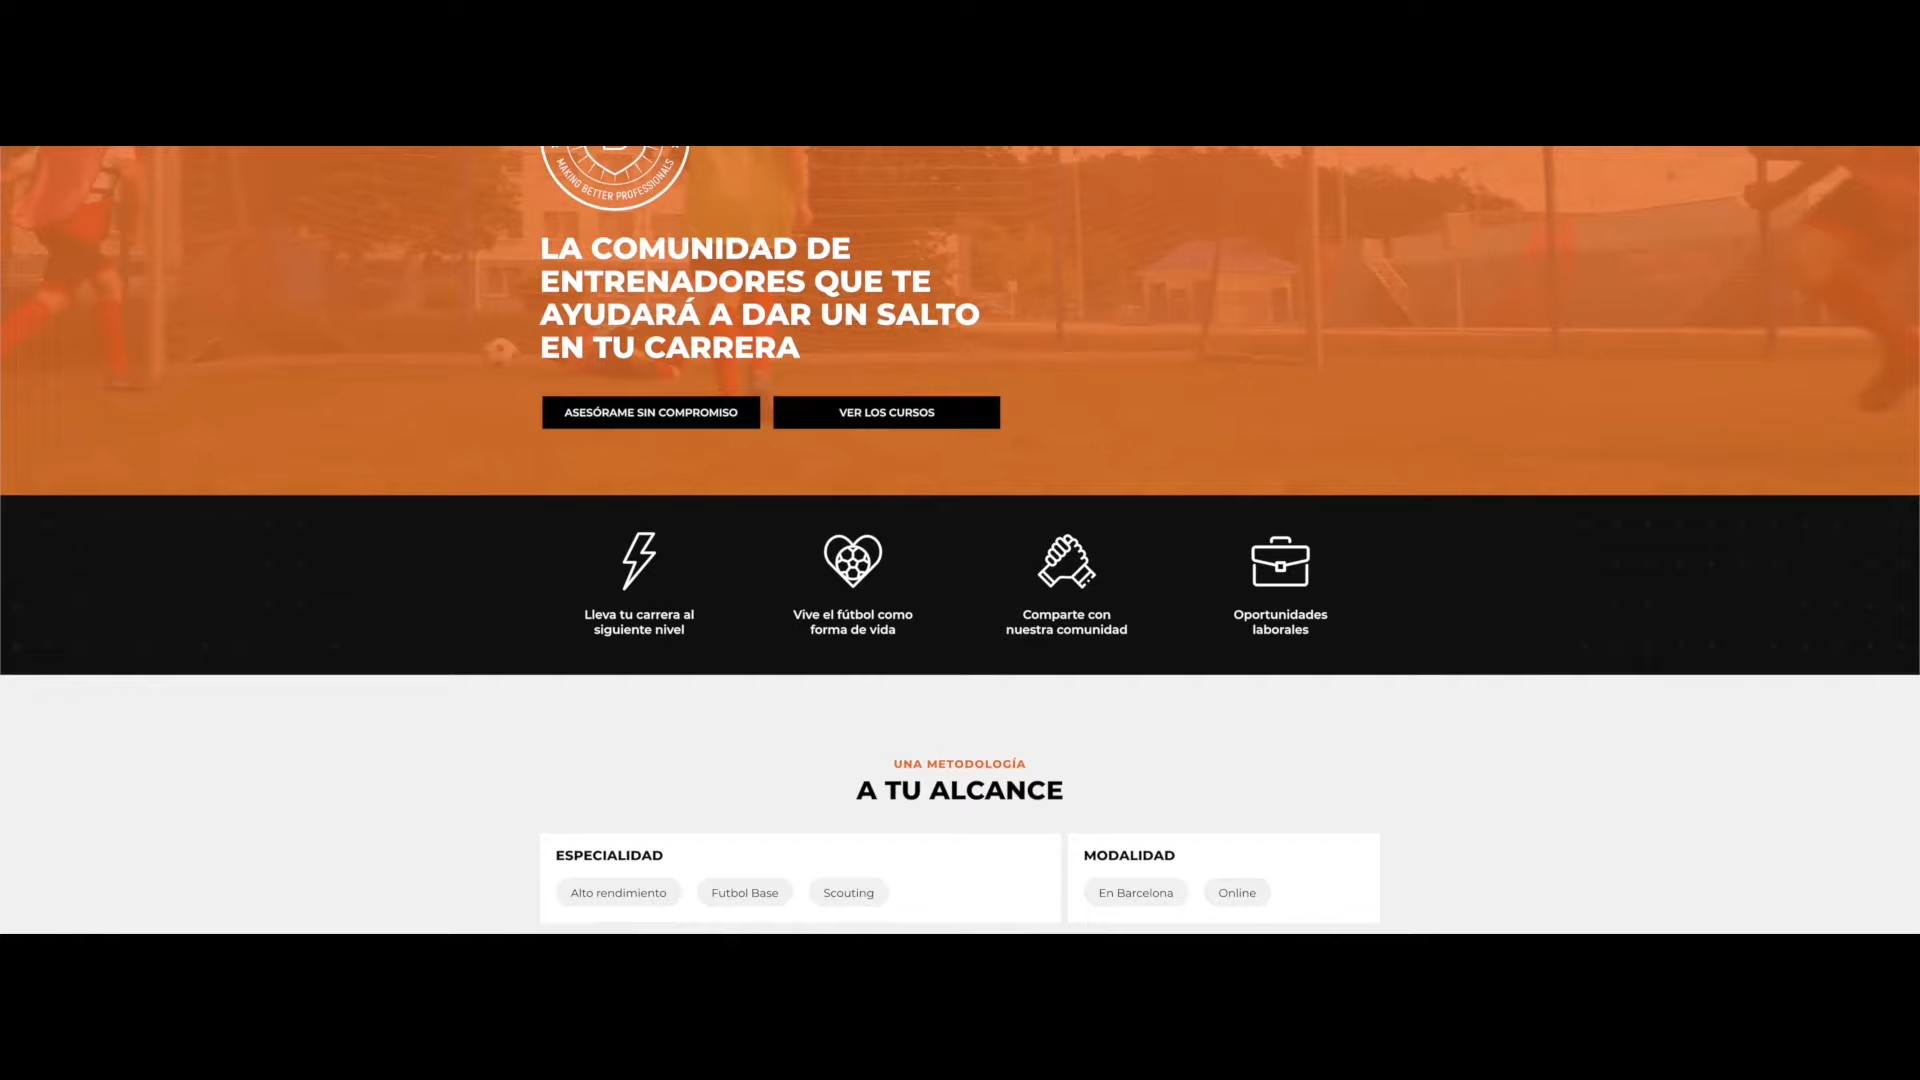 MAKING BETTER PROFESSIONALS
LA COMUNIDAD DE
ENTRENADORES QUE TE
AYUDARÁ A DAR UN SALTO
EN TU CARRERA
ASESÓRAME SIN COMPROMISO
VER LOS CURSOS
Lleva tu carrera al
siguiente nivel
Vive el fútbol como
forma de vida
Comparte con
nuestra comunidad
Oportunidades
laborales
UNA METODOLOGÍA
A TU ALCANCE
ESPECIALIDAD
Alto rendimiento
Futbol Base
Scouting
MODALIDAD
En Barcelona
Online